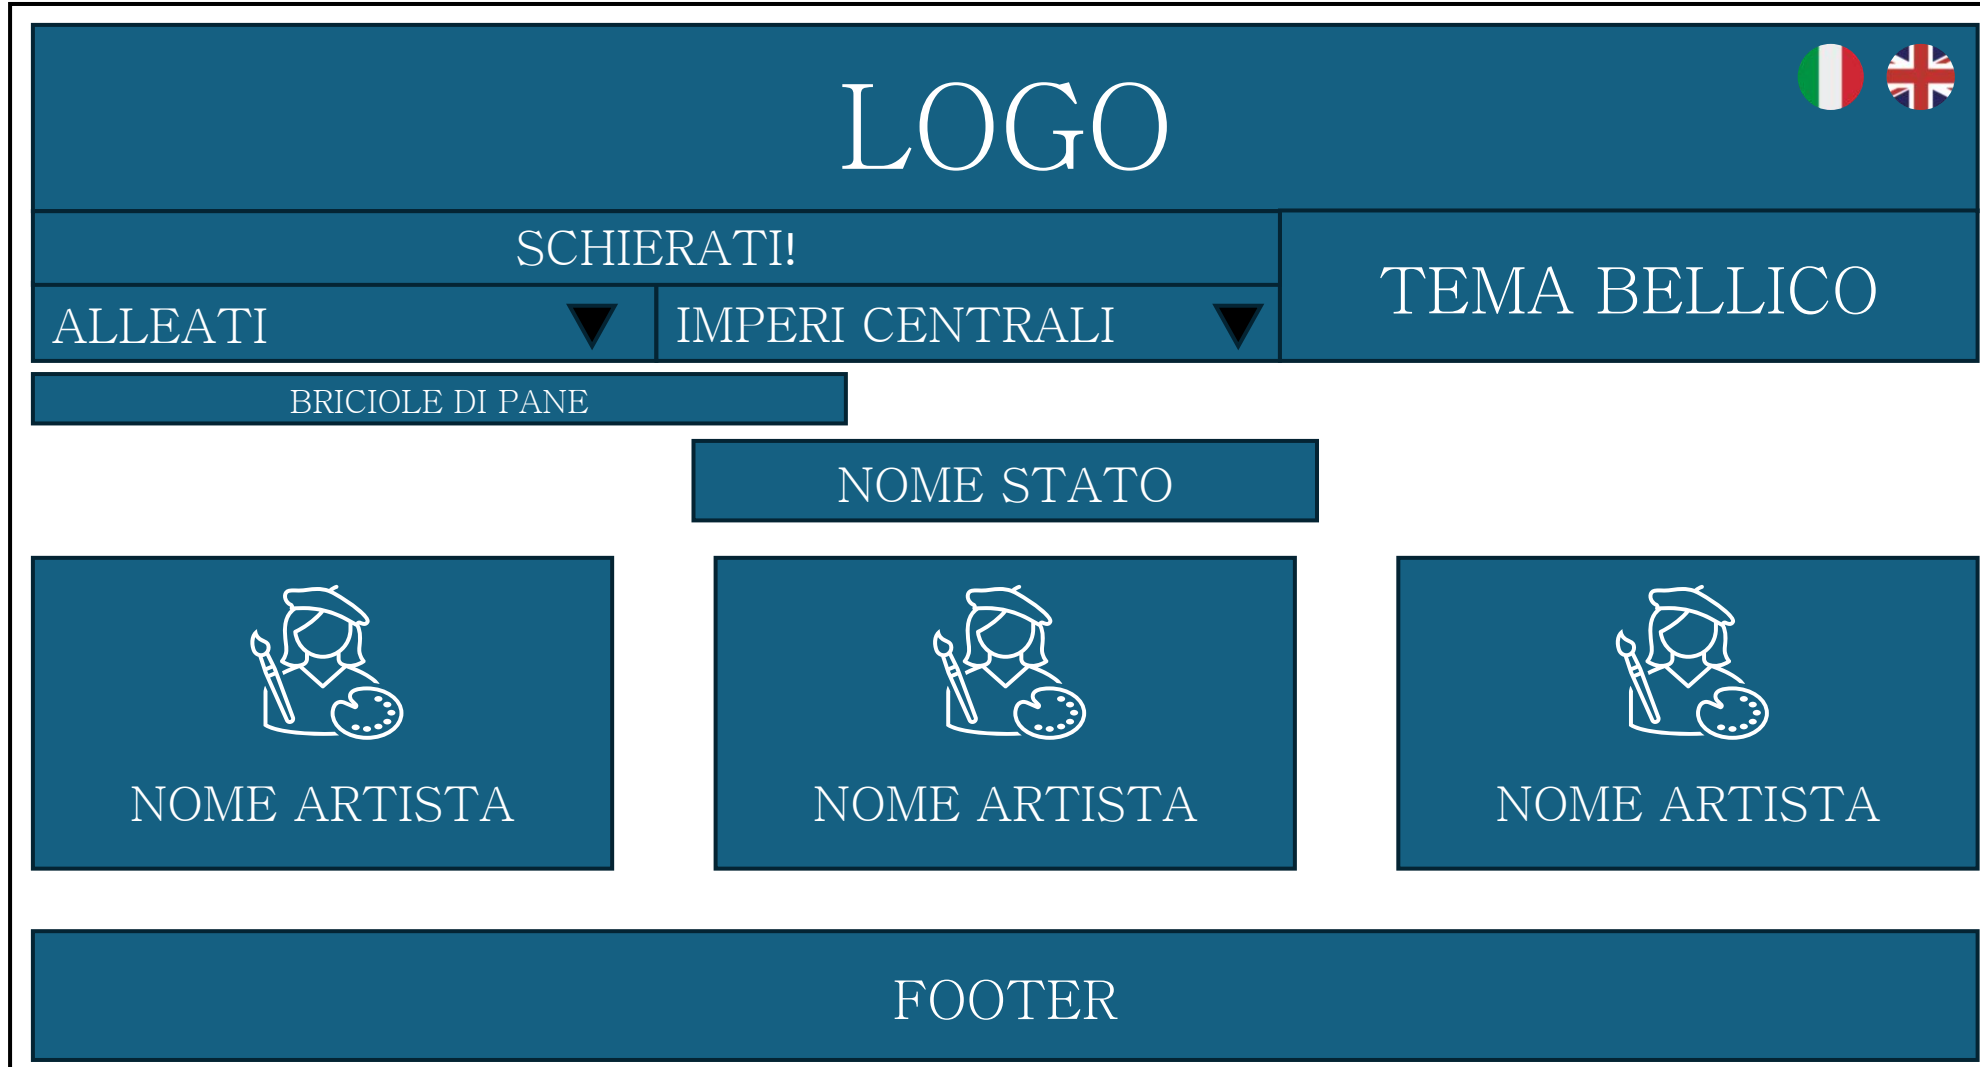 LOGO
SCHIERATI!
TEMA BELLICO
ALLEATI
IMPERI CENTRALI
BRICIOLE DI PANE
NOME STATO
NOME ARTISTA
NOME ARTISTA
NOME ARTISTA
FOOTER